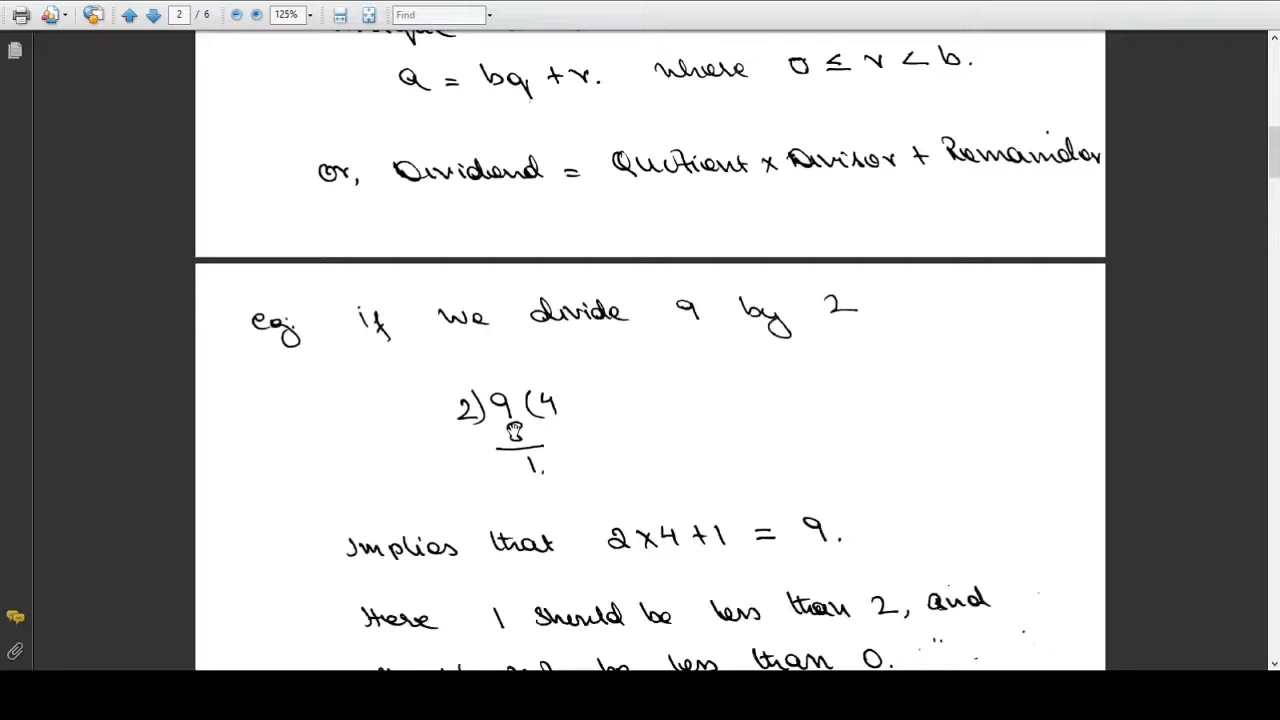 2 / 6 125% Find
a = bq + r. where 0 ≤ r < b.
or, Dividend = Quotient × Divisor + Remainder
eg. if we divide 9 by 2
2) 9 (4
8
1.
Implies that 2 x 4 + 1 = 9.
Here 1 should be less than 2, and
be less than 0.